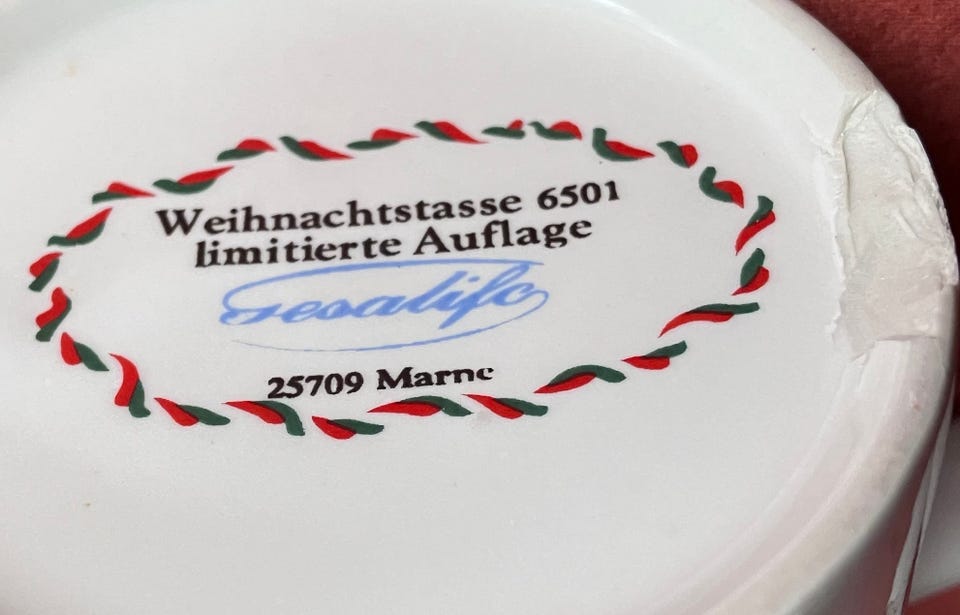 Weihnachtstasse 6501
limitierte Auflage
Gesalife
25709 Marne